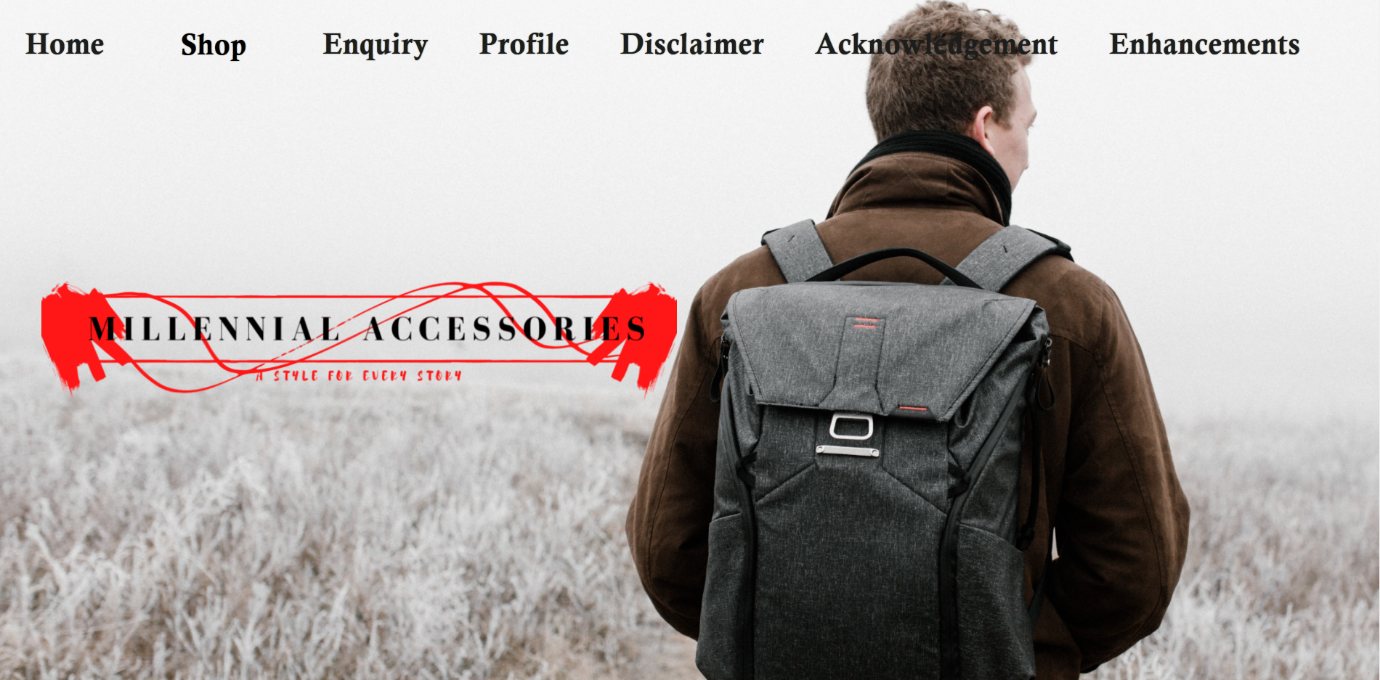 Home Shop Enquiry Profile Disclaimer Acknowledgement Enhancements
MILLENNIAL ACCESSORIES
A STYLE FOR EVERY STORY